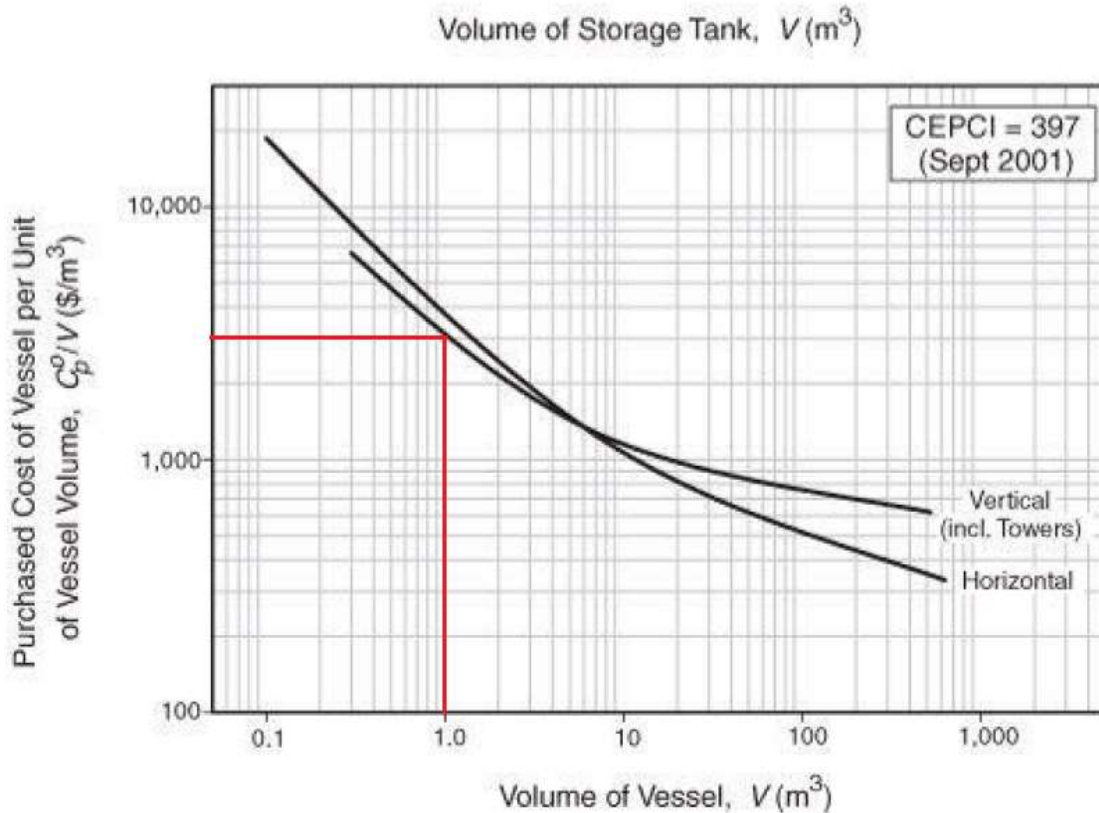 Volume of Storage Tank, V (m³)
CEPCI = 397
(Sept 2001)
Purchased Cost of Vessel per Unit
of Vessel Volume, C°p/V ($/m³)
10,000
1,000
100
Vertical
(incl. Towers)
Horizontal
0.1 1.0 10 100 1,000
Volume of Vessel, V (m³)